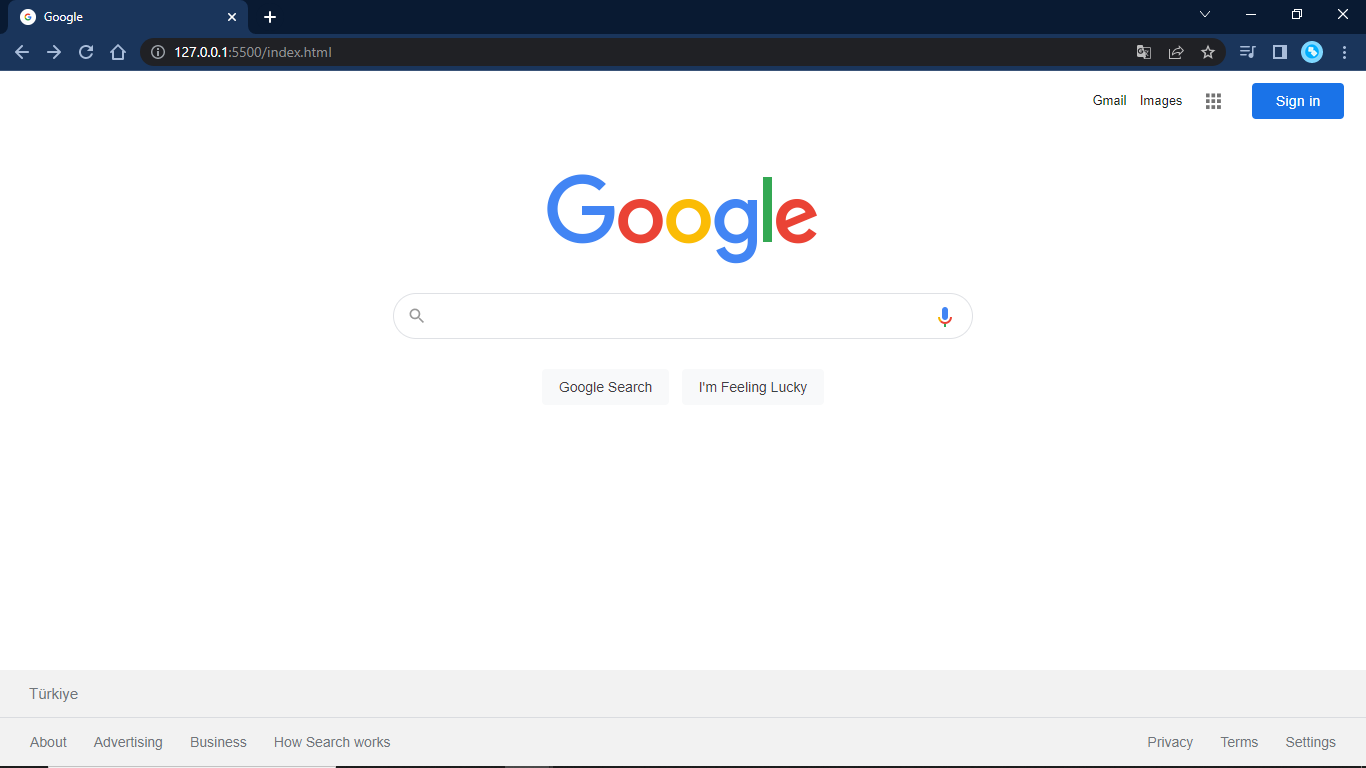 Google
127.0.0.1:5500/index.html
Gmail Images Sign in
Google
Google Search I'm Feeling Lucky
Türkiye
About Advertising Business How Search works Privacy Terms Settings